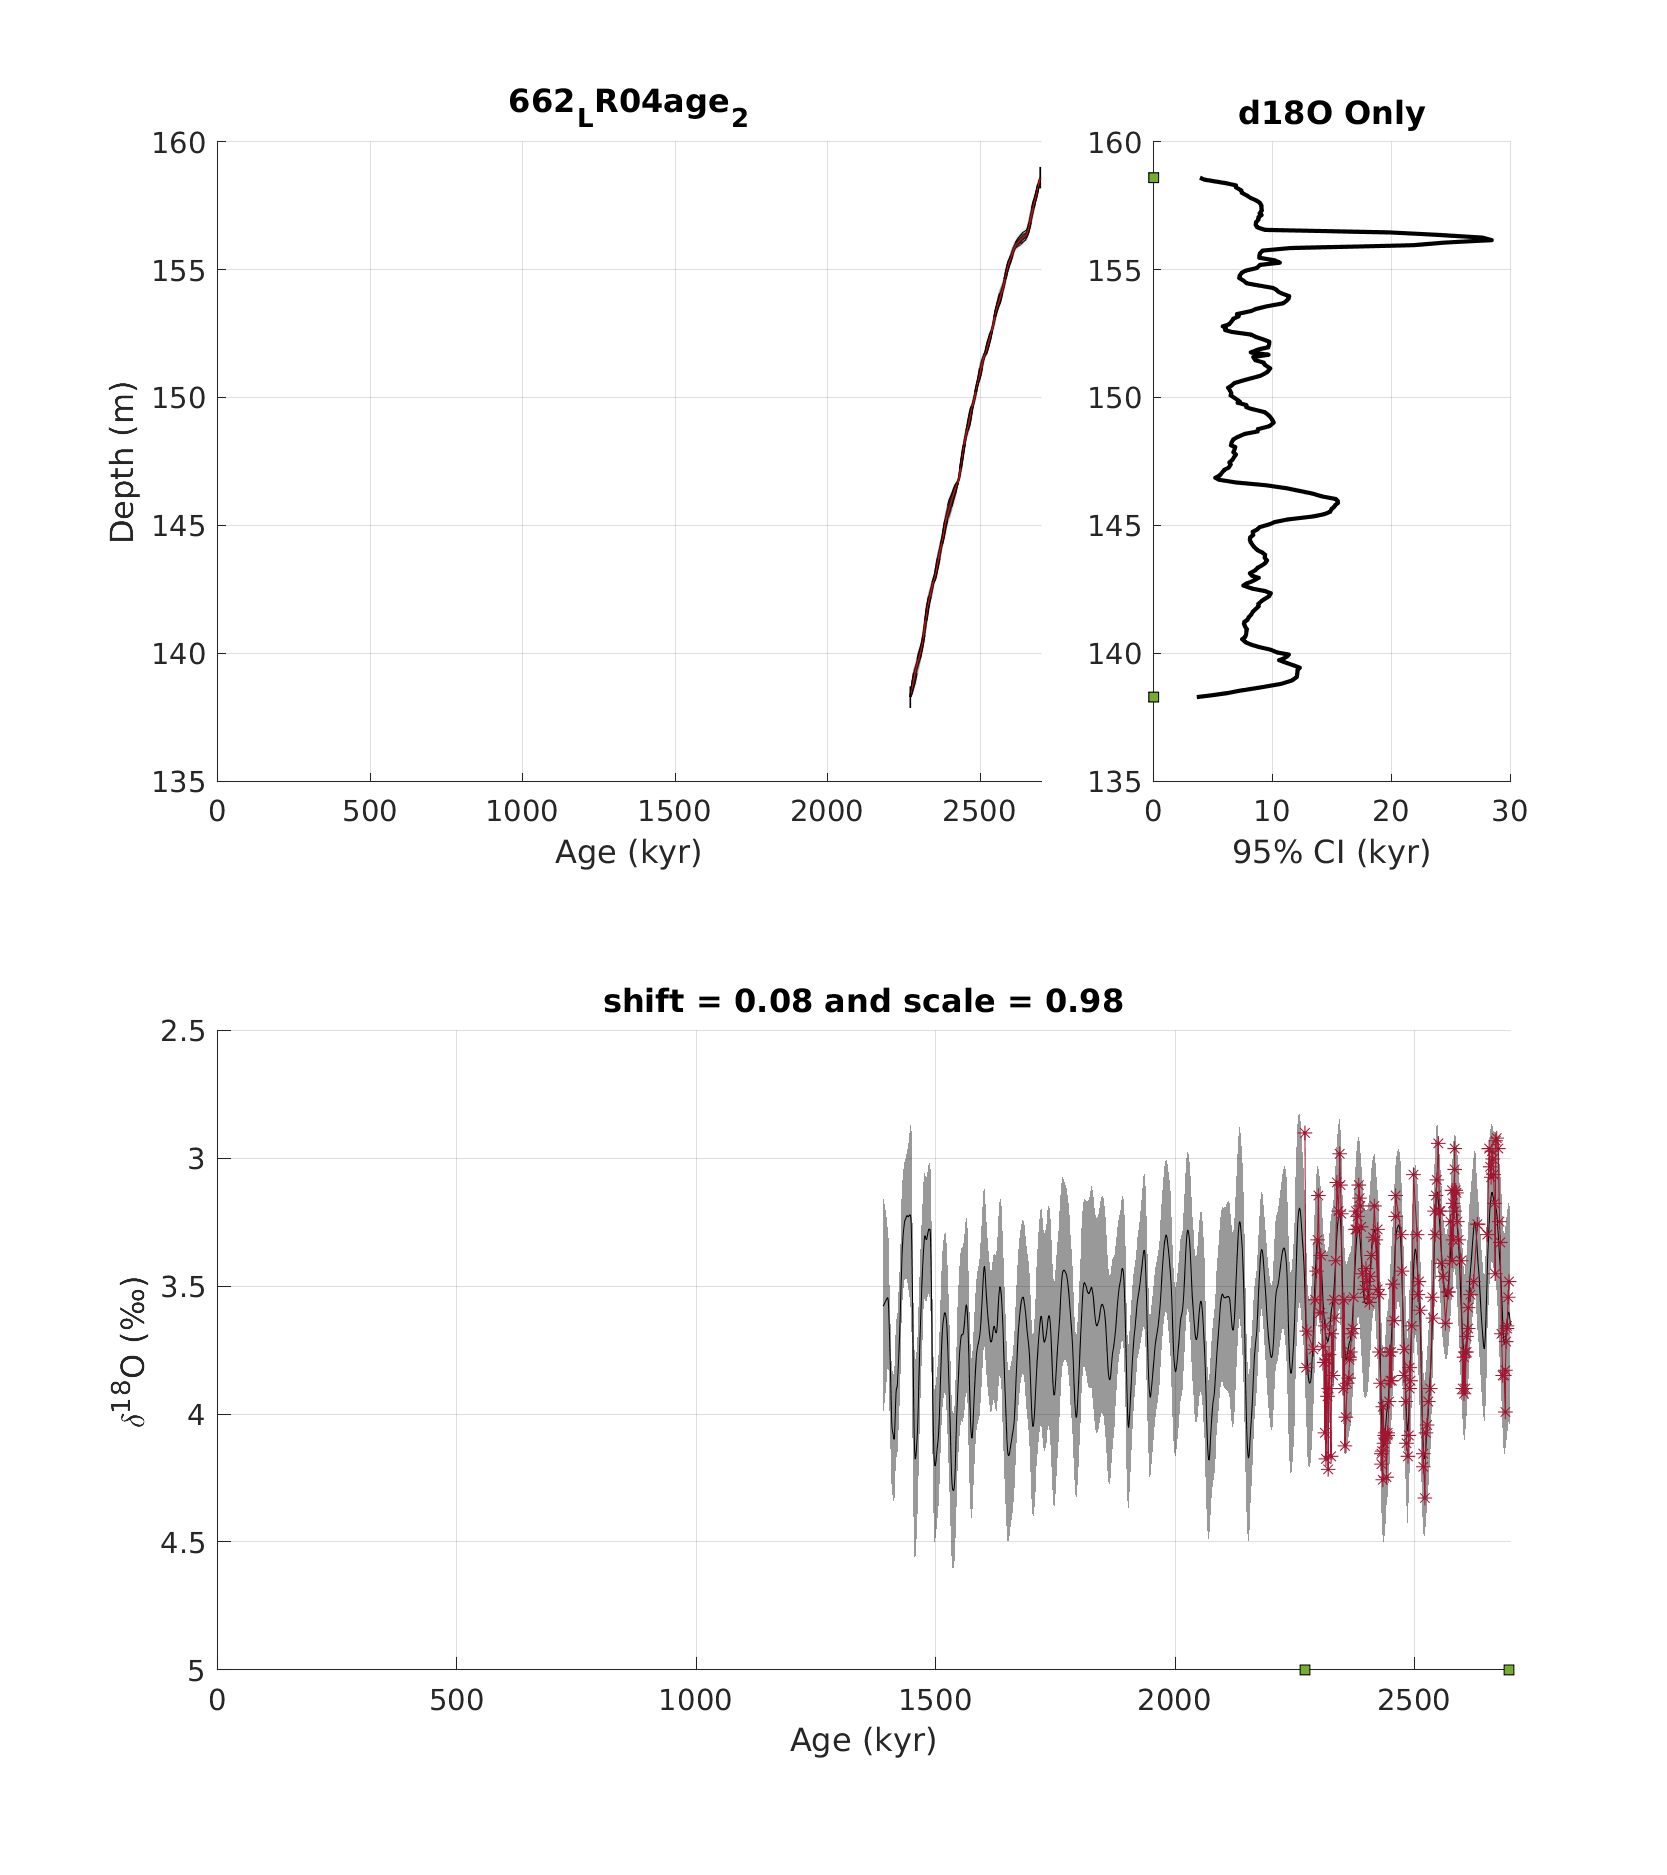 662LR04age2
d18O Only
160
155
150
145
140
135
Depth (m)
0 500 1000 1500 2000 2500
Age (kyr)
160
155
150
145
140
135
0 10 20 30
95% CI (kyr)
shift = 0.08 and scale = 0.98
2.5
3
3.5
4
4.5
5
δ18O (‰)
0 500 1000 1500 2000 2500
Age (kyr)